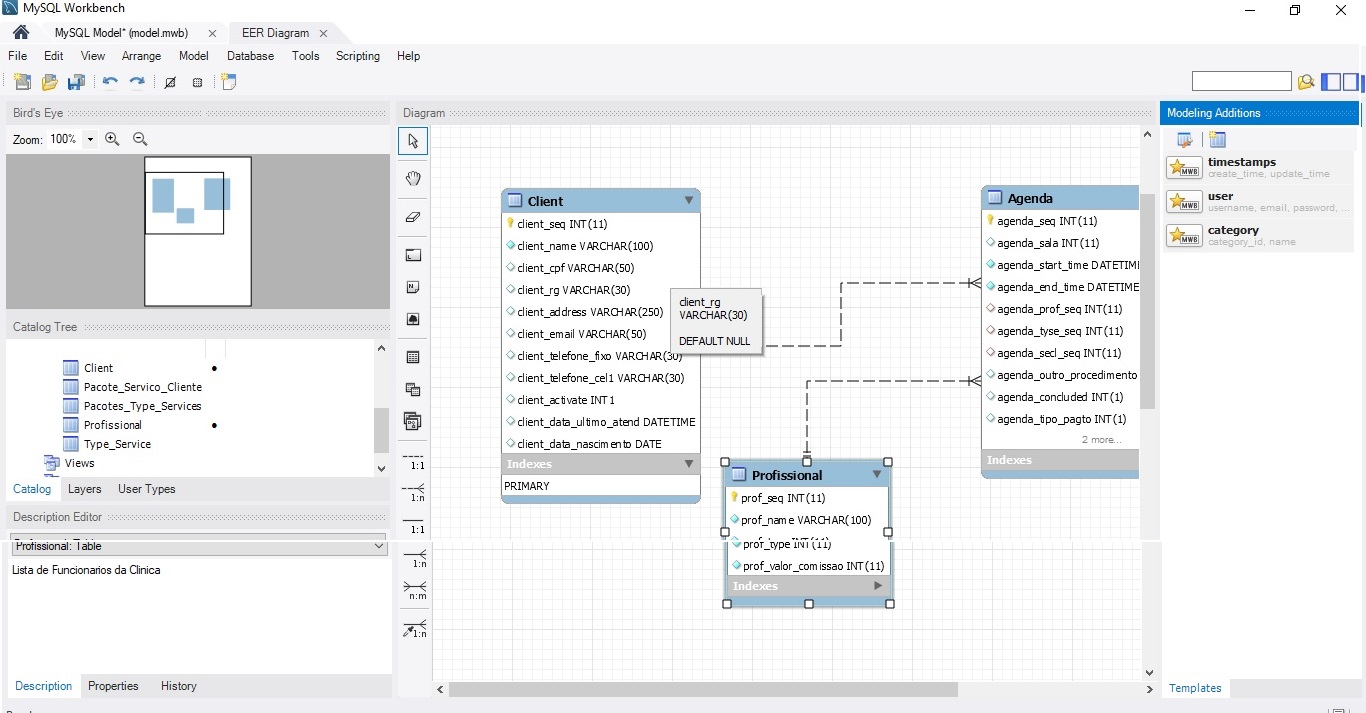 MySQL Workbench
MySQL Model* (model.mwb)
EER Diagram
File Edit View Arrange Model Database Tools Scripting Help
Bird's Eye
Zoom: 100%
Catalog Tree
Client
Pacote_Servico_Cliente
Pacotes_Type_Services
Profissional
Type_Service
Views
Catalog Layers User Types
Description Editor
Profissional: Table
Lista de Funcionarios da Clinica
Description Properties History
Diagram
1:1
1:n
1:1
1:n
n:m
1:n
Client
client_seq INT(11)
client_name VARCHAR(100)
client_cpf VARCHAR(50)
client_rg VARCHAR(30)
client_address VARCHAR(250)
client_email VARCHAR(50)
client_telefone_fixo VARCHAR(30)
client_telefone_cel1 VARCHAR(30)
client_activate INT1
client_data_ultimo_atend DATETIME
client_data_nascimento DATE
Indexes
PRIMARY
client_rg
VARCHAR(30)
DEFAULT NULL
Profissional
prof_seq INT(11)
prof_name VARCHAR(100)
prof_type INT(11)
prof_valor_comissao INT(11)
Indexes
Agenda
agenda_seq INT(11)
agenda_sala INT(11)
agenda_start_time DATETIME
agenda_end_time DATETIME
agenda_prof_seq INT(11)
agenda_tyse_seq INT(11)
agenda_secl_seq INT(11)
agenda_outro_procedimento
agenda_concluded INT(1)
agenda_tipo_pagto INT(1)
2 more...
Indexes
Modeling Additions
timestamps
create_time, update_time
user
username, email, password, ...
category
category_id, name
Templates